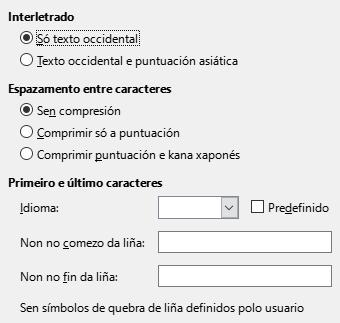 Interletrado
Só texto occidental
Texto occidental e puntuación asiática
Espazamento entre caracteres
Sen compresión
Comprimir só a puntuación
Comprimir puntuación e kana xaponés
Primeiro e último caracteres
Idioma: Predefinido
Non no comezo da liña:
Non no fin da liña:
Sen símbolos de quebra de liña definidos polo usuario